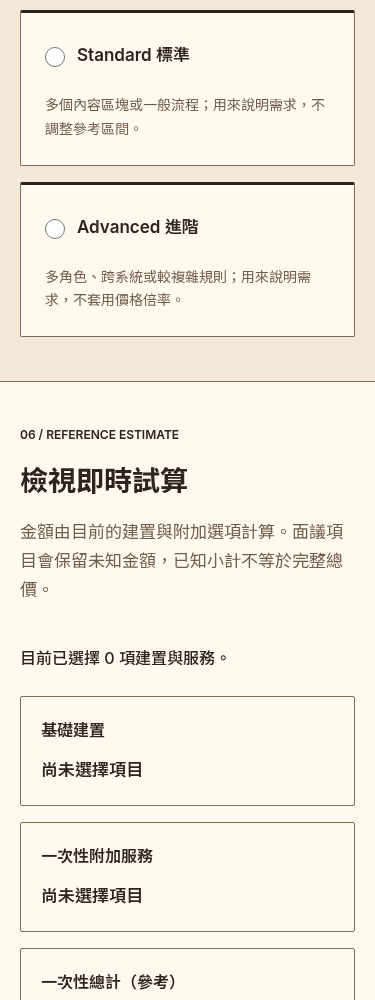 Standard 標準
多個內容區塊或一般流程；用來說明需求，不
調整參考區間。
Advanced 進階
多角色、跨系統或較複雜規則；用來說明需
求，不套用價格倍率。
06 / REFERENCE ESTIMATE
檢視即時試算
金額由目前的建置與附加選項計算。面議項
目會保留未知金額，已知小計不等於完整總
價。
目前已選擇 0 項建置與服務。
基礎建置
尚未選擇項目
一次性附加服務
尚未選擇項目
一次性總計（參考）